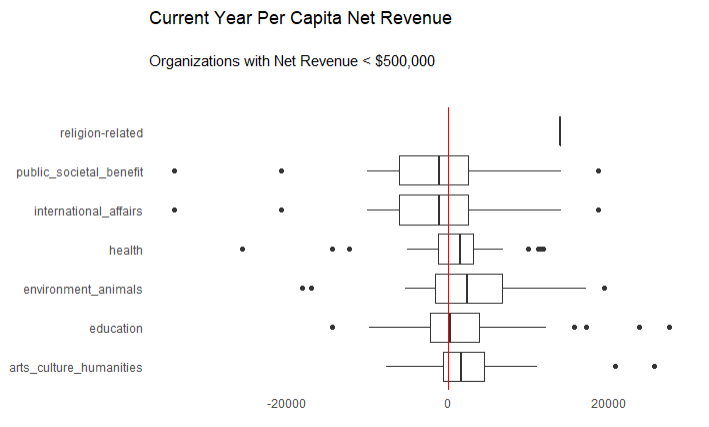 Current Year Per Capita Net Revenue
Organizations with Net Revenue < $500,000
religion-related
public_societal_benefit
international_affairs
health
environment_animals
education
arts_culture_humanities
-20000 0 20000